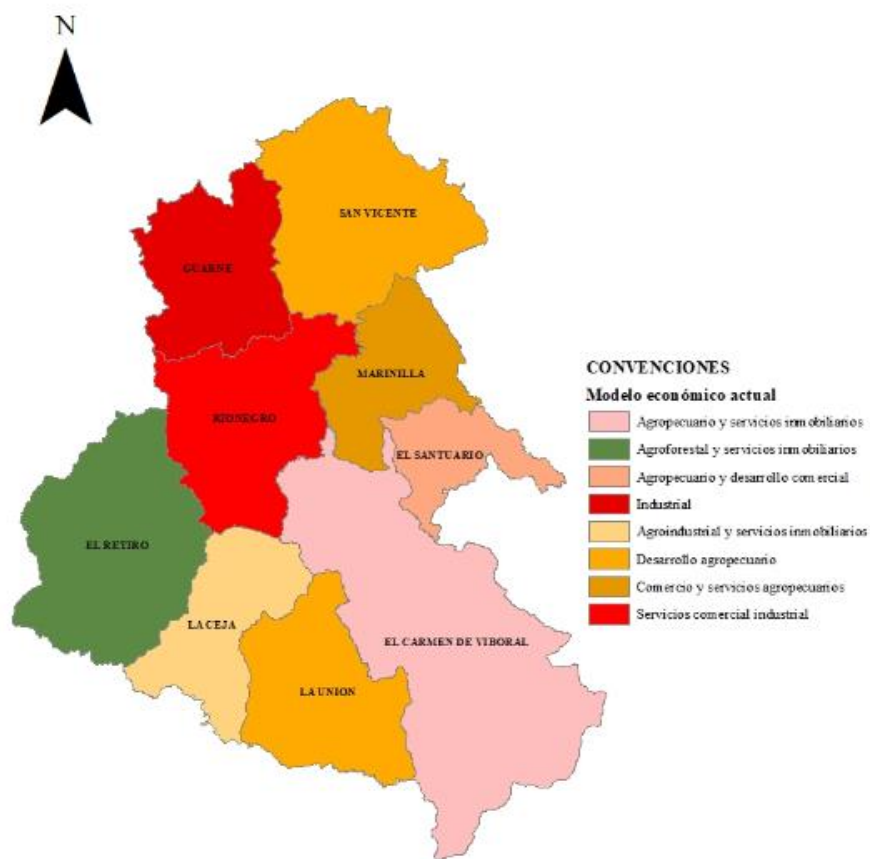 N
SAN VICENTE
GUARNE
MARINILLA
RIONEGRO
EL SANTUARIO
EL RETIRO
LA CEJA
EL CARMEN DE VIBORAL
LA UNION
CONVENCIONES
Modelo económico actual
Agropecuario y servicios inmobiliarios
Agroforestal y servicios inmobiliarios
Agropecuario y desarrollo comercial
Industrial
Agroindustrial y servicios inmobiliarios
Desarrollo agropecuario
Comercio y servicios agropecuarios
Servicios comercial industrial